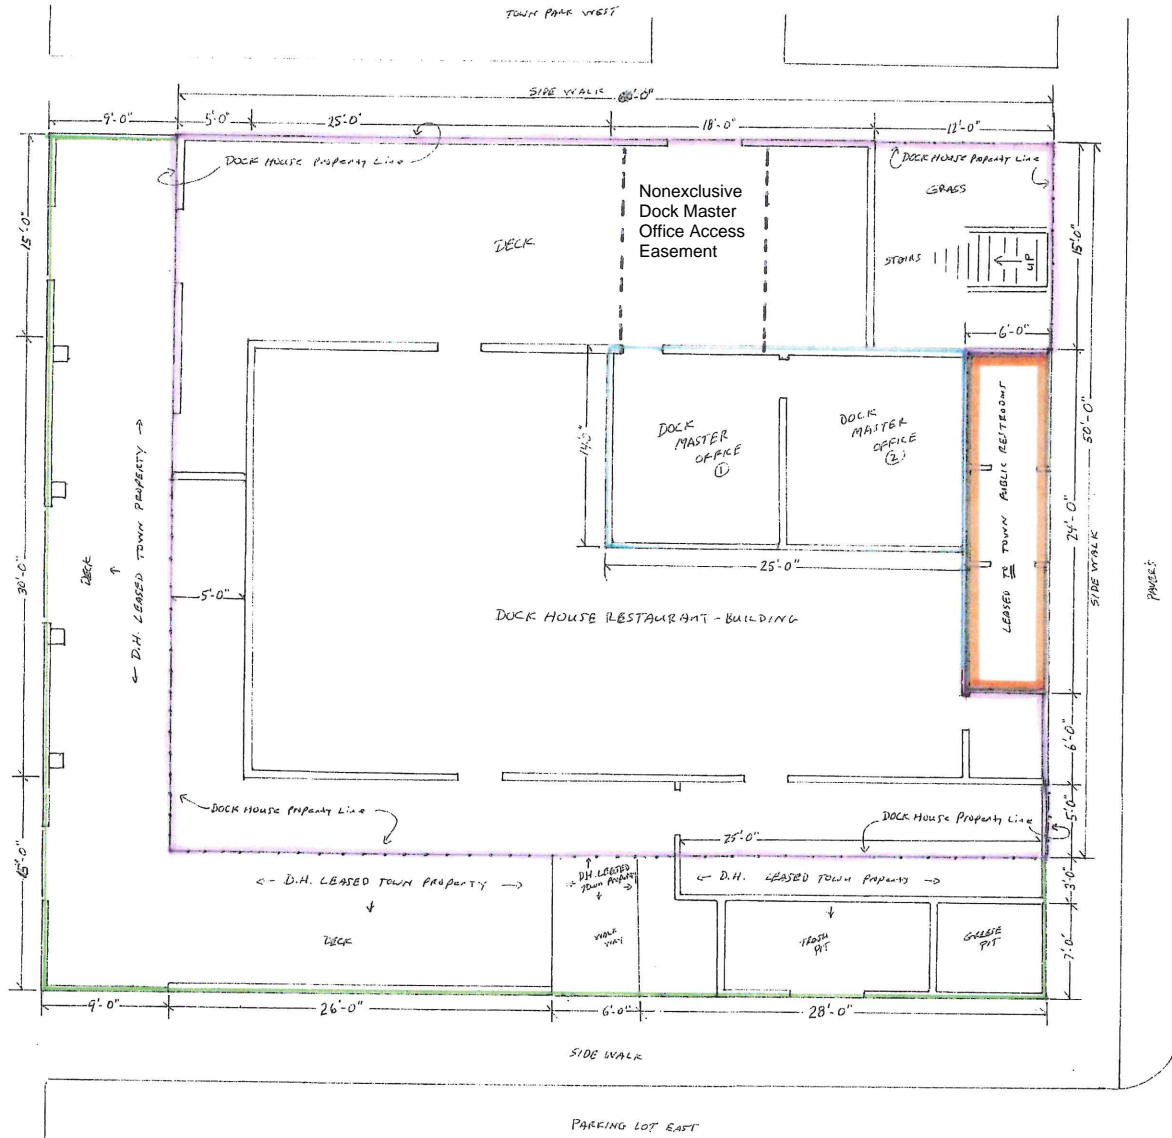 TOWN PARK WEST
SIDE WALK 60'-0"
9'-0"
5'-0"
25'-0'
18'-0"
12'-0"
DOCK HOUSE Property Line
DOCK HOUSE Property Line
GRASS
Nonexclusive
Dock Master
Office Access
Easement
DECK
STAIRS
UP
6'-0"
15'-0"
15'-0"
50'-0"
DOCK
MASTER
OFFICE
1
DOCK
MASTER
OFFICE
2
14'-0"
25'-0"
LEASED TO TOWN PUBLIC RESTROOMS
24'-0"
SIDE WALK
PAVERS
30'-0"
DECK
← D.H. LEASED TOWN PROPERTY →
5'-0"
DOCK HOUSE RESTAURANT - BUILDING
6'-0"
5'-0"
DOCK HOUSE Property Line
DOCK HOUSE Property Line
25'-0"
15'-0"
← D.H. LEASED TOWN PROPERTY →
D.H. LEASED
TOWN Property
← D.H. LEASED TOWN PROPERTY →
3'-0"
DECK
WALK
WAY
TRASH
PIT
GREASE
PIT
7'-0"
9'-0"
26'-0"
6'-0"
28'-0"
SIDE WALK
PARKING LOT EAST